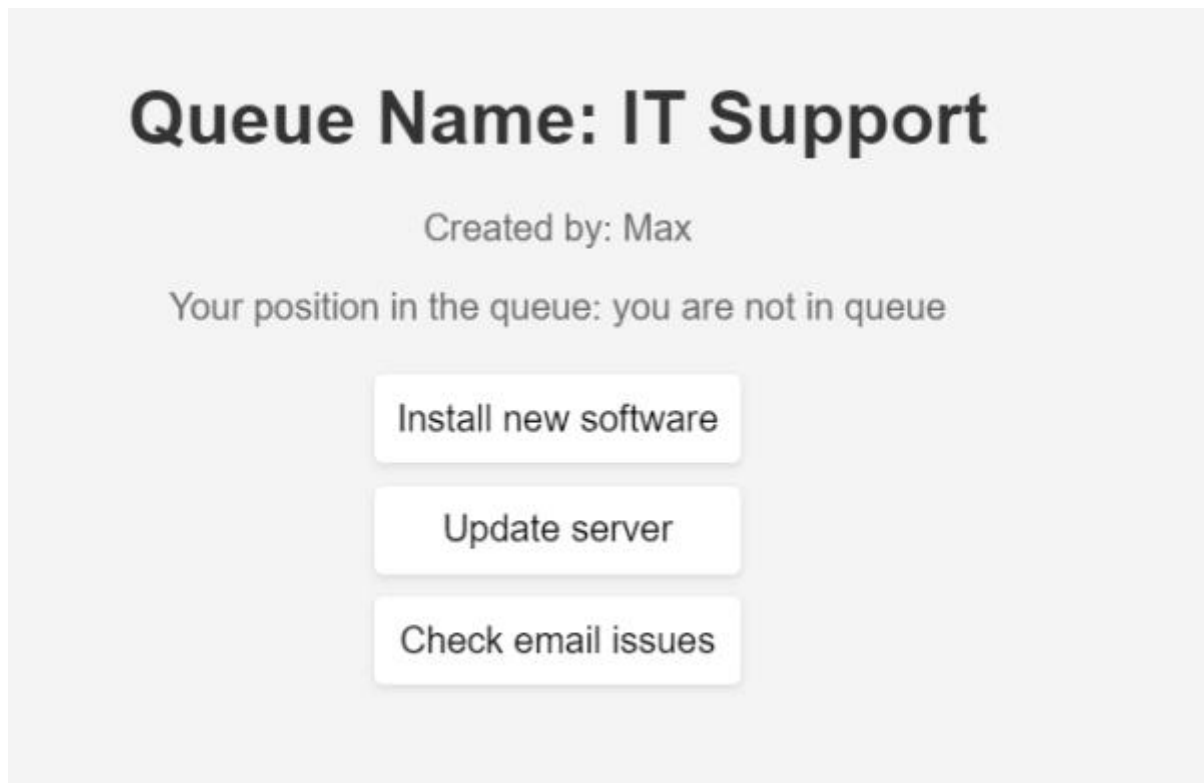 Queue Name: IT Support
Created by: Max
Your position in the queue: you are not in queue
Install new software
Update server
Check email issues